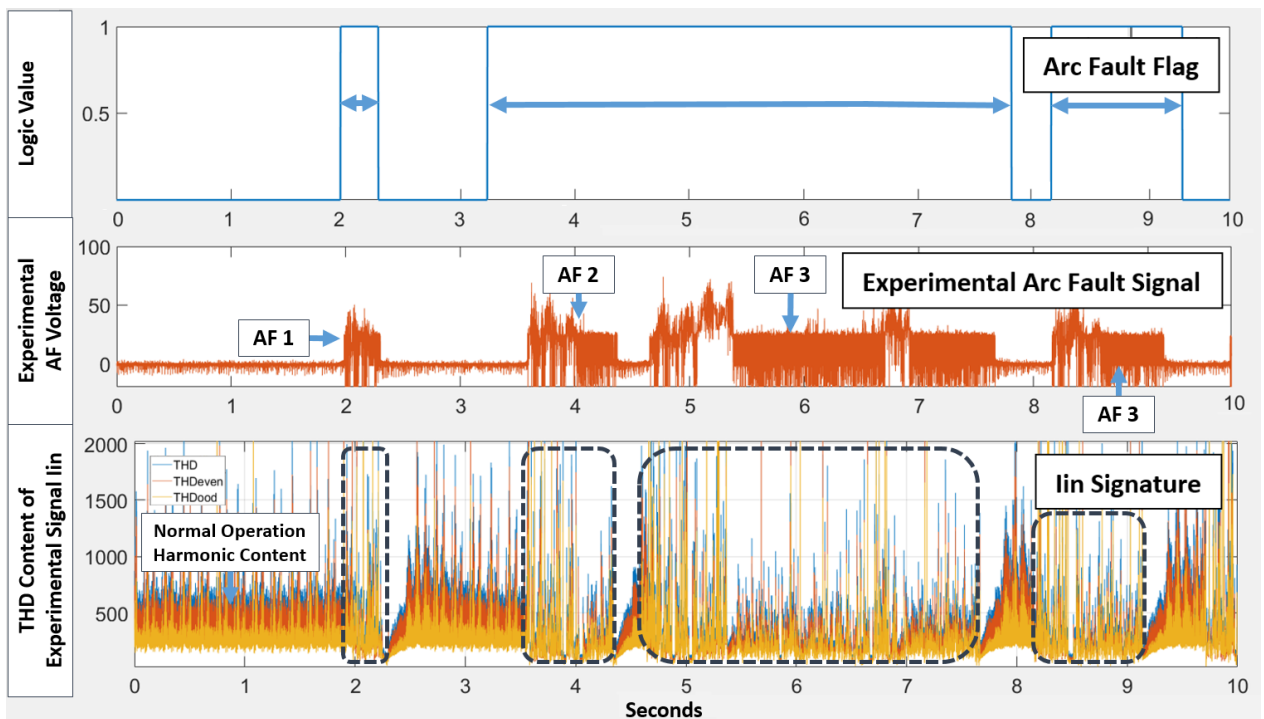 Logic Value
1
0.5
Arc Fault Flag
0 1 2 3 4 5 6 7 8 9 10
Experimental
AF Voltage
100
50
0
AF 1
AF 2
AF 3
Experimental Arc Fault Signal
AF 3
0 1 2 3 4 5 6 7 8 9 10
THD Content of
Experimental Signal Iin
2000
1500
1000
500
THD
THDeven
THDood
Normal Operation
Harmonic Content
Iin Signature
0 1 2 3 4 5 6 7 8 9 10
Seconds